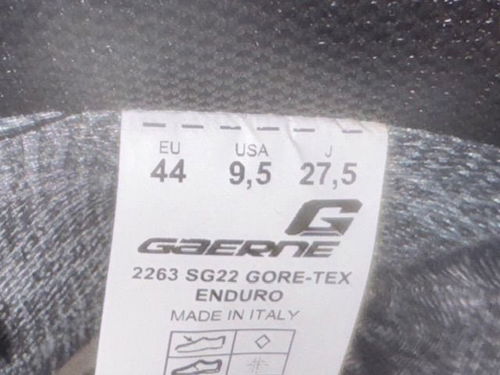 EU USA J
44 9,5 27,5
G
GAERNE
2263 SG22 GORE-TEX
ENDURO
MADE IN ITALY